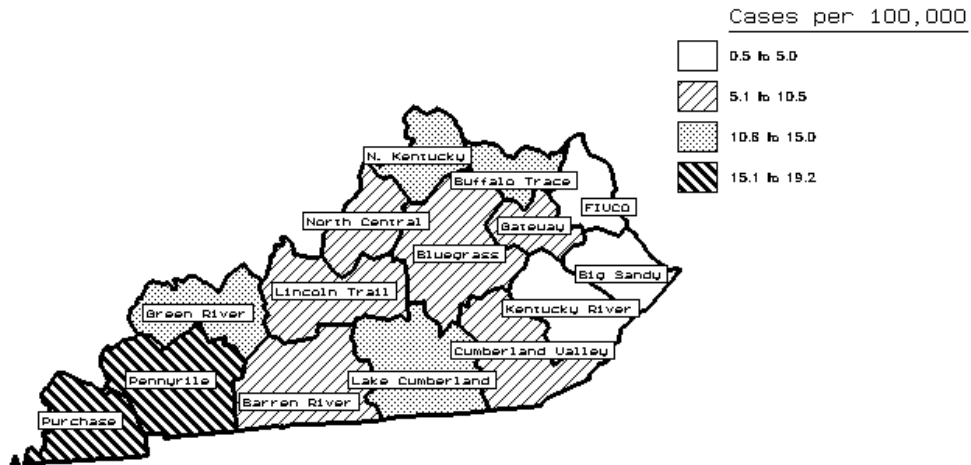 Cases per 100,000
0.5 to 5.0
5.1 to 10.5
10.6 to 15.0
15.1 to 19.2
N. Kentucky
Buffalo Trace
FIVCO
North Central
Gateway
Bluegrass
Big Sandy
Lincoln Trail
Kentucky River
Green River
Cumberland Valley
Pennyrile
Lake Cumberland
Barren River
Purchase